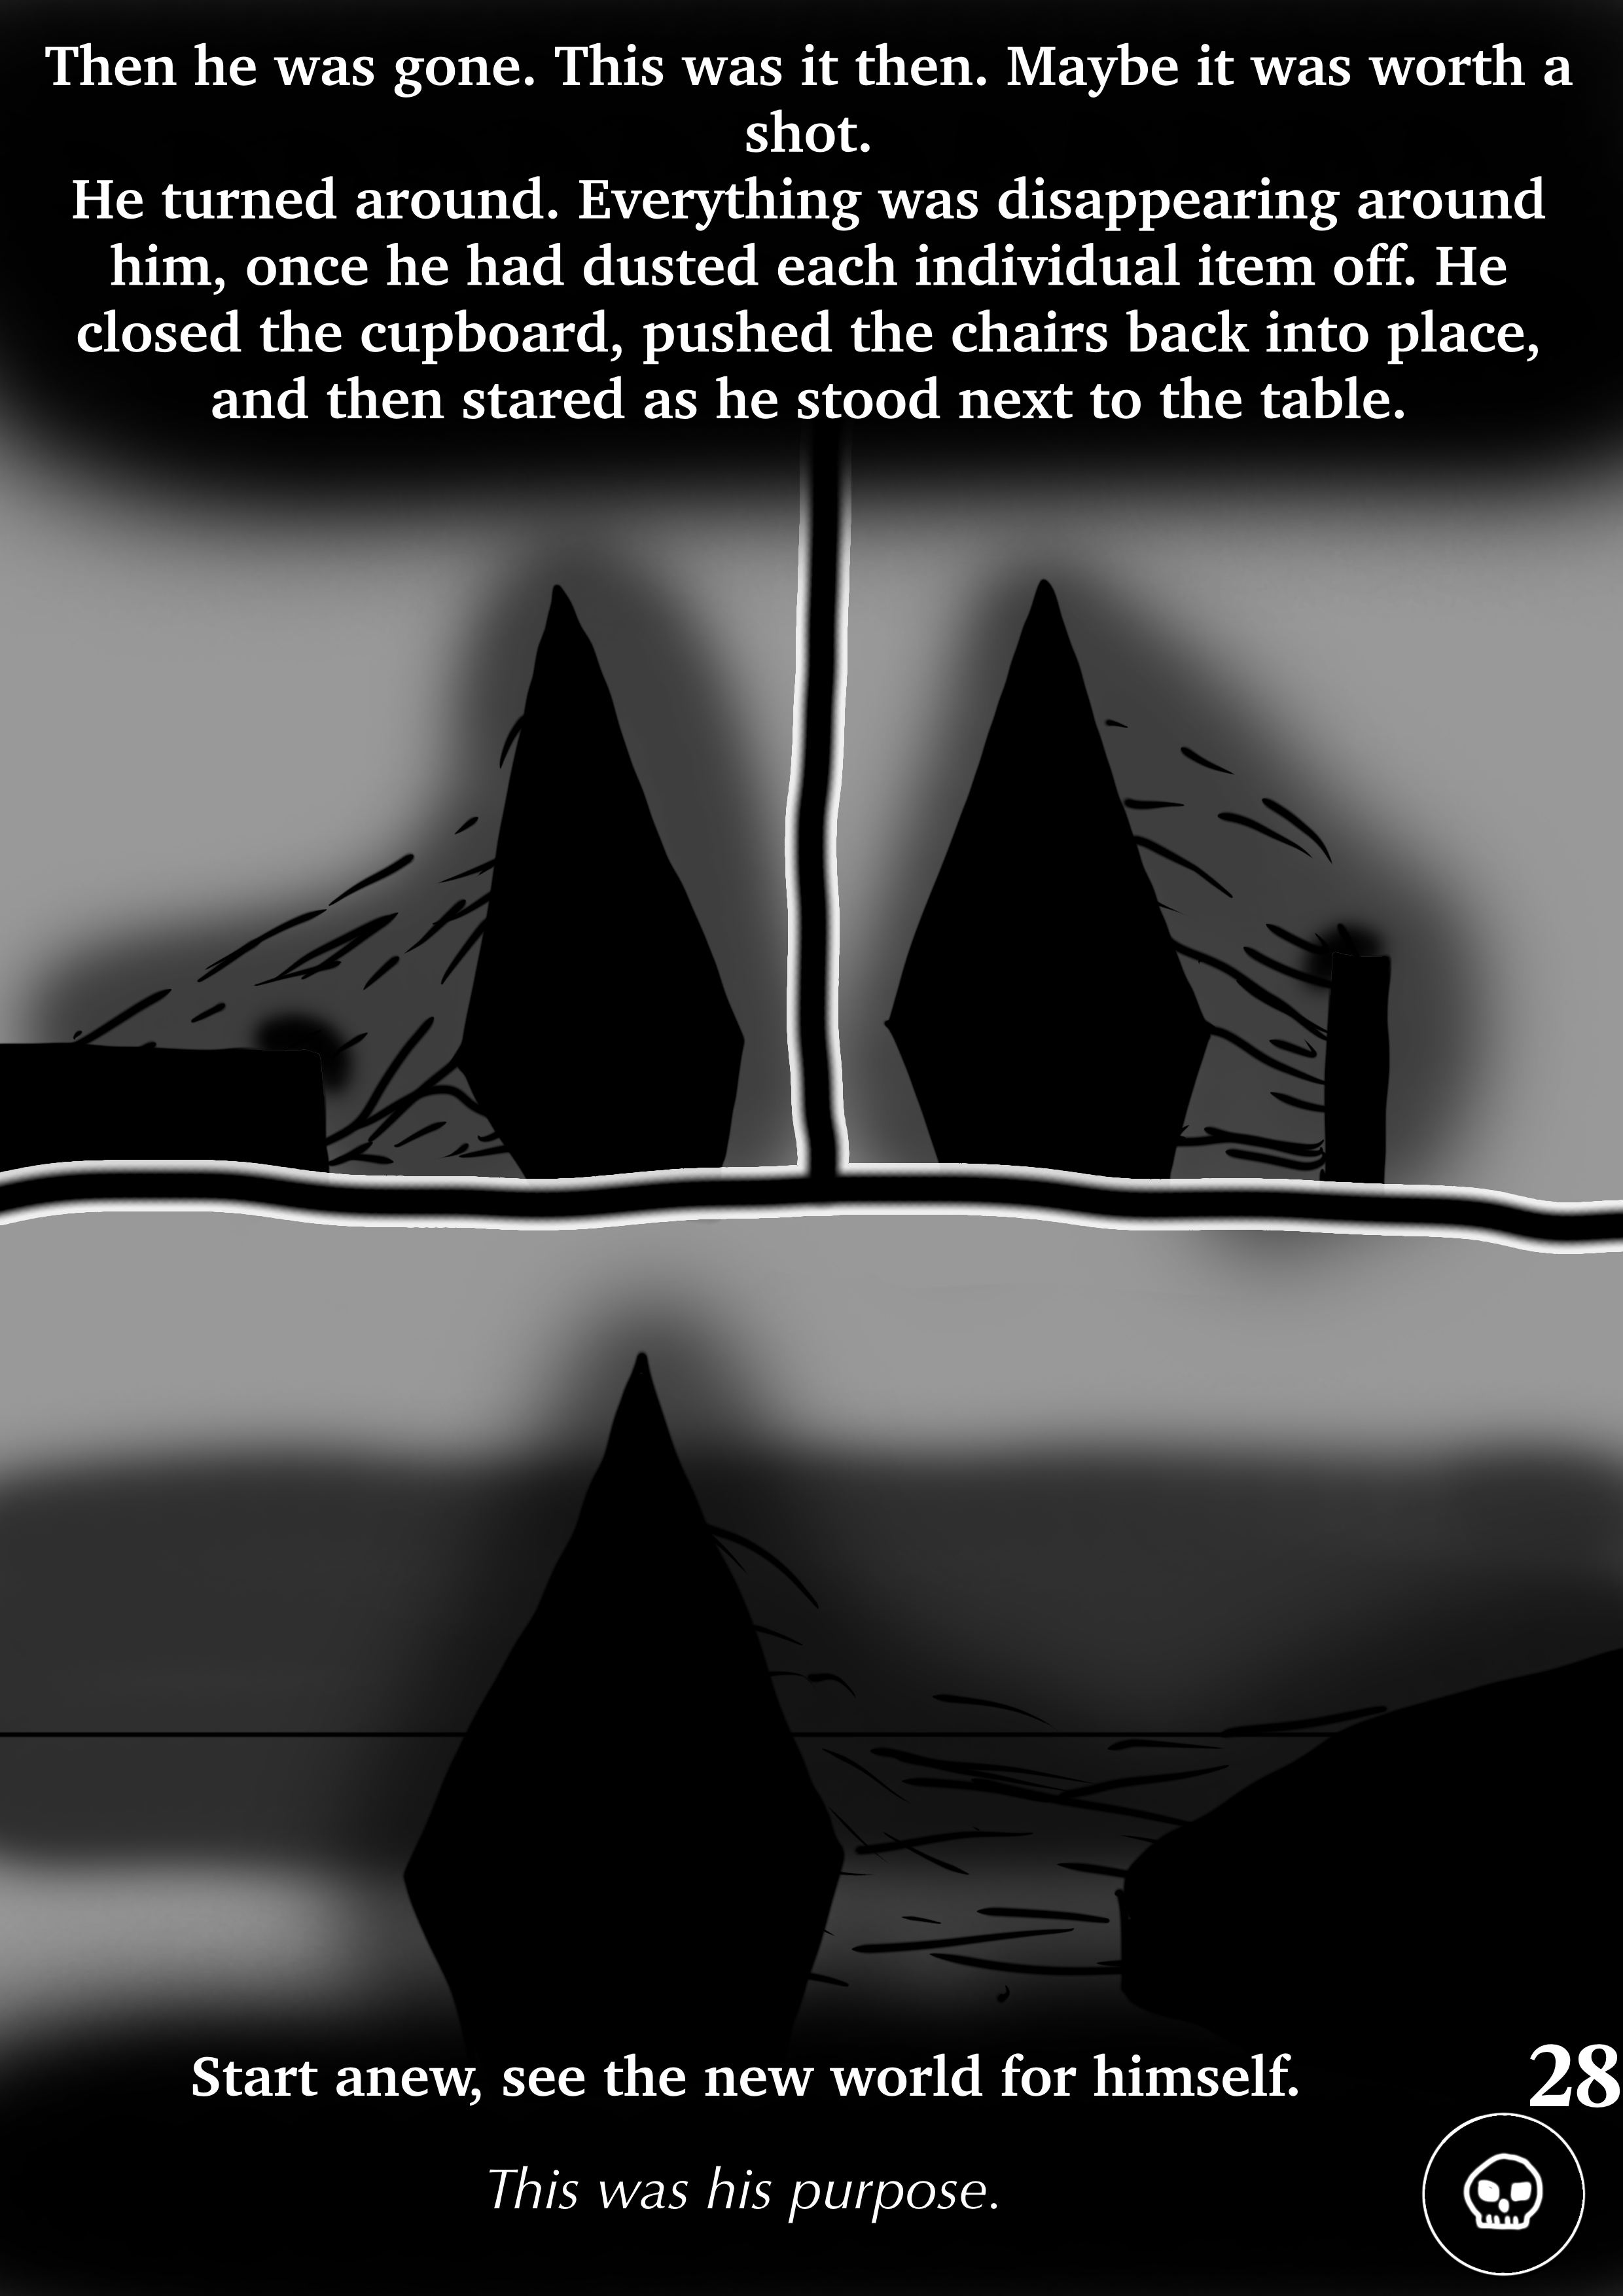 Then he was gone. This was it then. Maybe it was worth a
shot.
He turned around. Everything was disappearing around
him, once he had dusted each individual item off. He
closed the cupboard, pushed the chairs back into place,
and then stared as he stood next to the table.
Start anew, see the new world for himself.
28
This was his purpose.